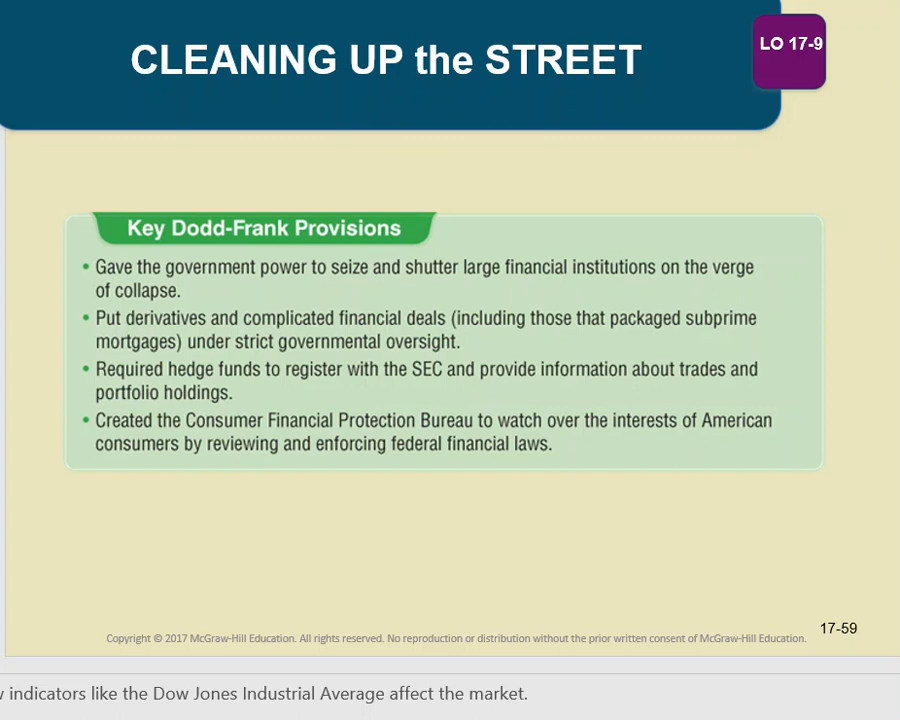 CLEANING UP the STREET
LO 17-9
Key Dodd-Frank Provisions
• Gave the government power to seize and shutter large financial institutions on the verge
of collapse.
• Put derivatives and complicated financial deals (including those that packaged subprime
mortgages) under strict governmental oversight.
• Required hedge funds to register with the SEC and provide information about trades and
portfolio holdings.
• Created the Consumer Financial Protection Bureau to watch over the interests of American
consumers by reviewing and enforcing federal financial laws.
17-59
Copyright © 2017 McGraw-Hill Education. All rights reserved. No reproduction or distribution without the prior written consent of McGraw-Hill Education.
indicators like the Dow Jones Industrial Average affect the market.